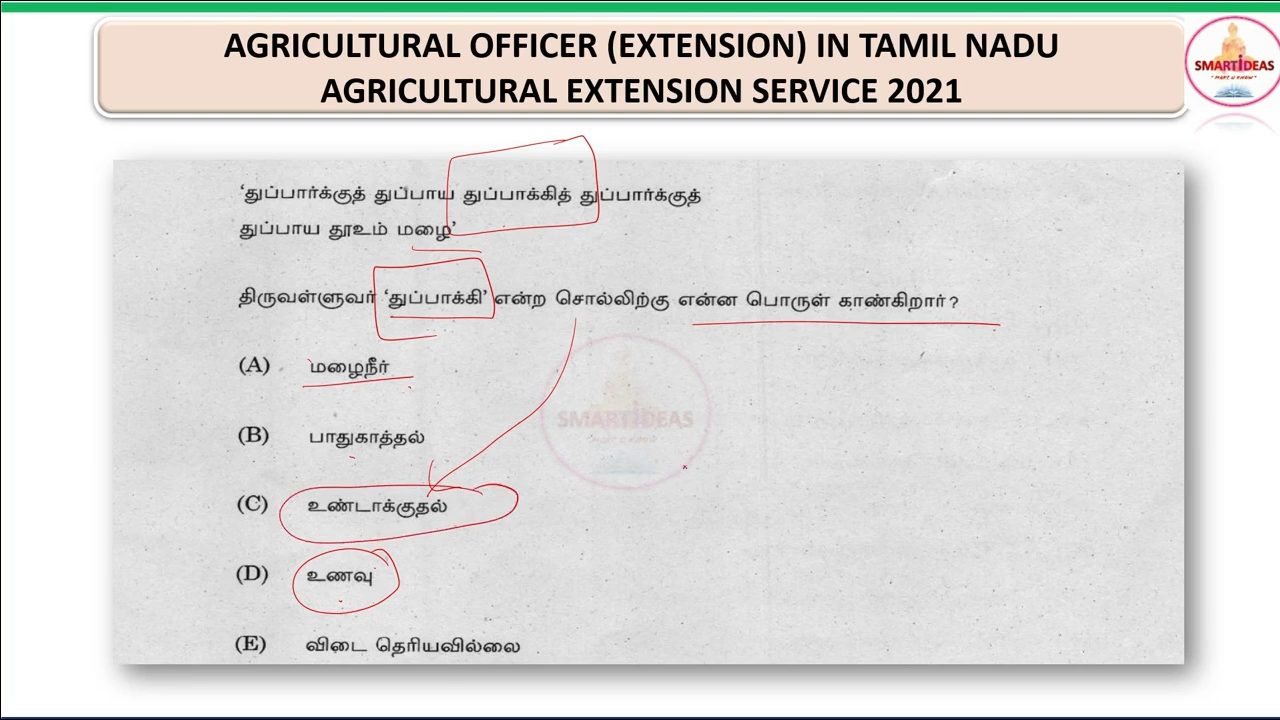 AGRICULTURAL OFFICER (EXTENSION) IN TAMIL NADU
AGRICULTURAL EXTENSION SERVICE 2021
SMARTIDEAS
‘துப்பார்க்குத் துப்பாய துப்பாக்கித் துப்பார்க்குத்
துப்பாய தூஉம் மழை’
திருவள்ளுவர் ‘துப்பாக்கி’ என்ற சொல்லிற்கு என்ன பொருள் காண்கிறார்?
(A) மழைநீர்
SMARTIDEAS
(B) பாதுகாத்தல்
(C) உண்டாக்குதல்
(D) உணவு
(E) விடை தெரியவில்லை